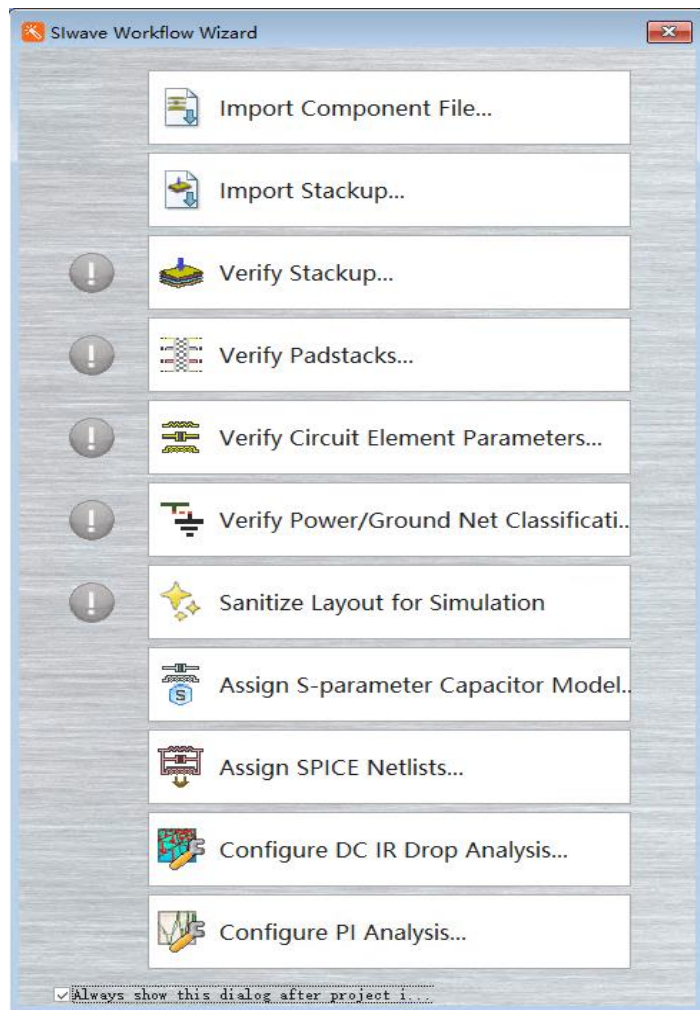 SIwave Workflow Wizard
Import Component File...
Import Stackup...
Verify Stackup...
Verify Padstacks...
Verify Circuit Element Parameters...
Verify Power/Ground Net Classificati..
Sanitize Layout for Simulation
Assign S-parameter Capacitor Model..
S
Assign SPICE Netlists...
Configure DC IR Drop Analysis...
Configure PI Analysis...
Always show this dialog after project i...